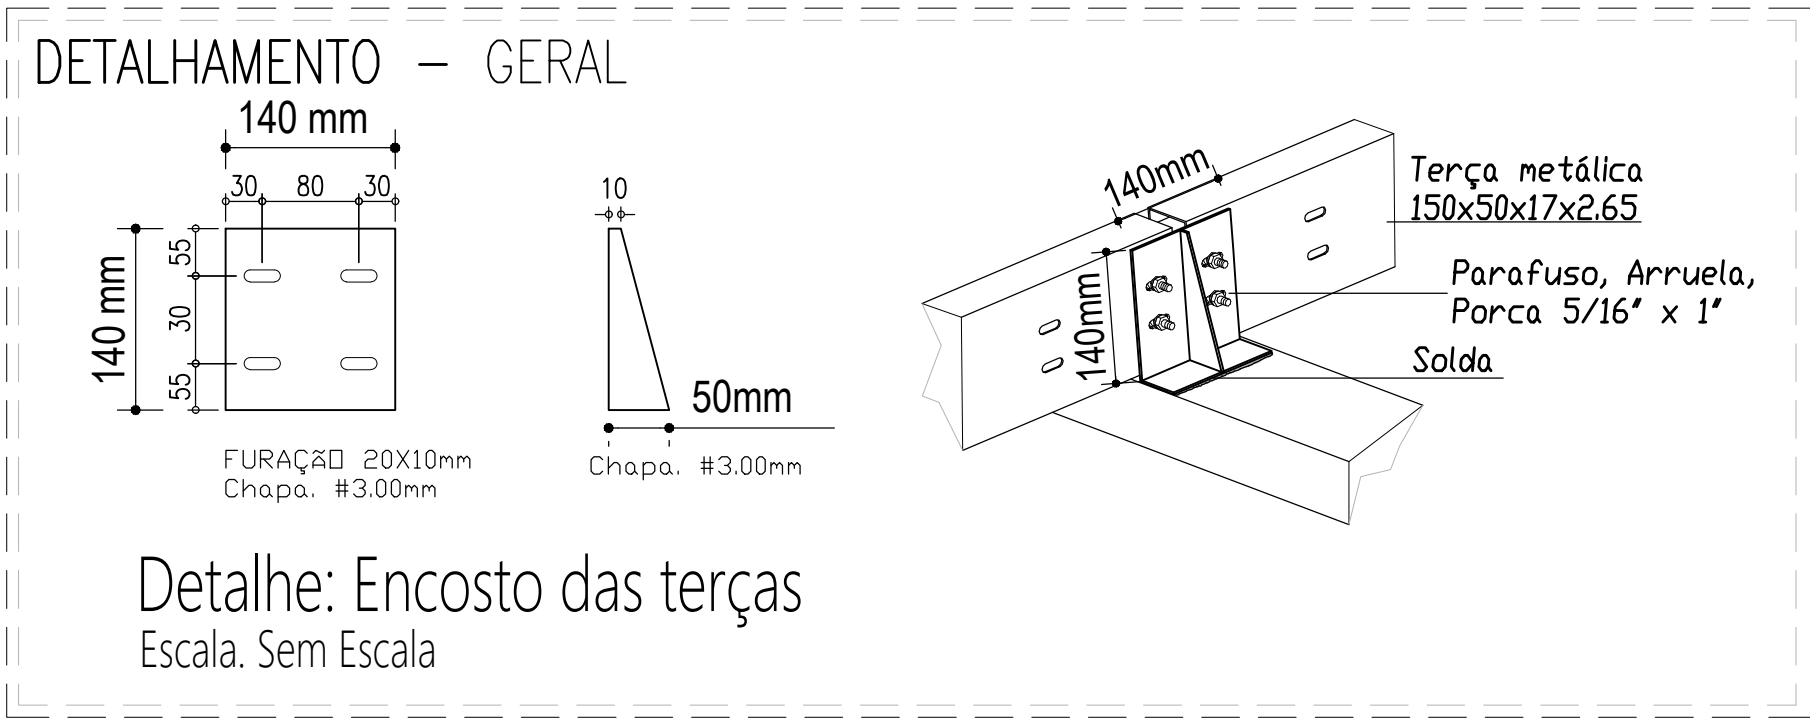 DETALHAMENTO - GERAL
140 mm
30 80 30
140 mm
55
30
55
FURAÇÃO 20X10mm
Chapa. #3.00mm
10
50mm
Chapa. #3.00mm
140mm
140mm
Terça metálica
150x50x17x2.65
Parafuso, Arruela,
Porca 5/16" x 1"
Solda
Detalhe: Encosto das terças
Escala. Sem Escala